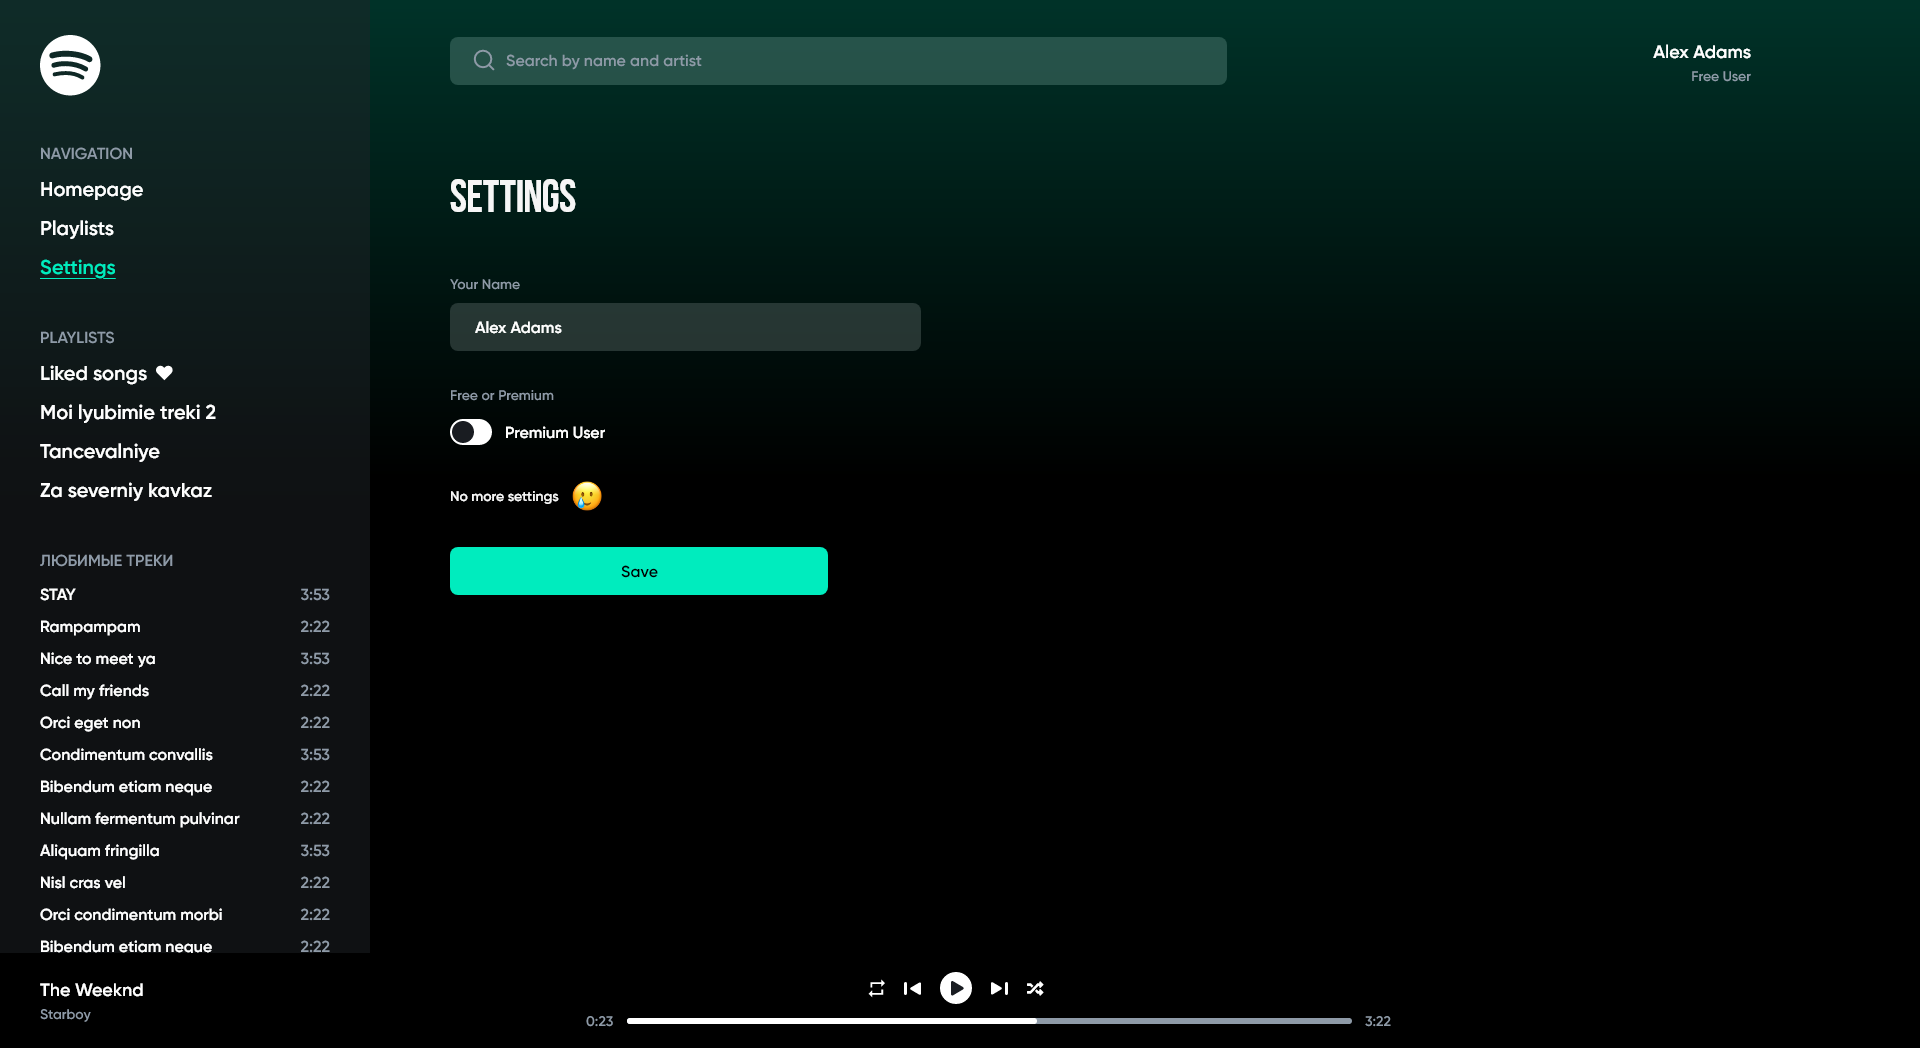 NAVIGATION
Homepage
Playlists
Settings
PLAYLISTS
Liked songs
Moi lyubimie treki 2
Tancevalniye
Za severniy kavkaz
ЛЮБИМЫЕ ТРЕКИ
STAY 3:53
Rampampam 2:22
Nice to meet ya 3:53
Call my friends 2:22
Orci eget non 2:22
Condimentum convallis 3:53
Bibendum etiam neque 2:22
Nullam fermentum pulvinar 2:22
Aliquam fringilla 3:53
Nisl cras vel 2:22
Orci condimentum morbi 2:22
Bibendum etiam neque 2:22
Search by name and artist
Alex Adams
Free User
SETTINGS
Your Name
Alex Adams
Free or Premium
Premium User
No more settings
Save
The Weeknd
Starboy
0:23
3:22